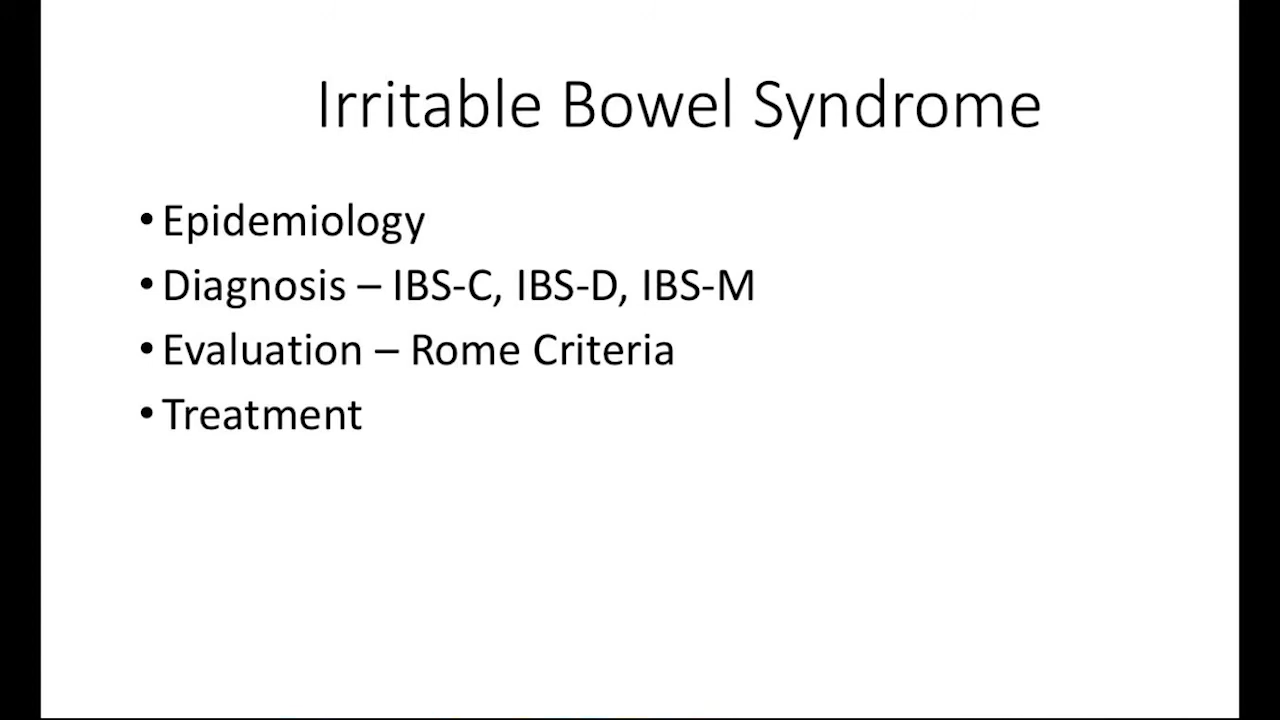 Irritable Bowel Syndrome
• Epidemiology
• Diagnosis – IBS-C, IBS-D, IBS-M
• Evaluation – Rome Criteria
• Treatment